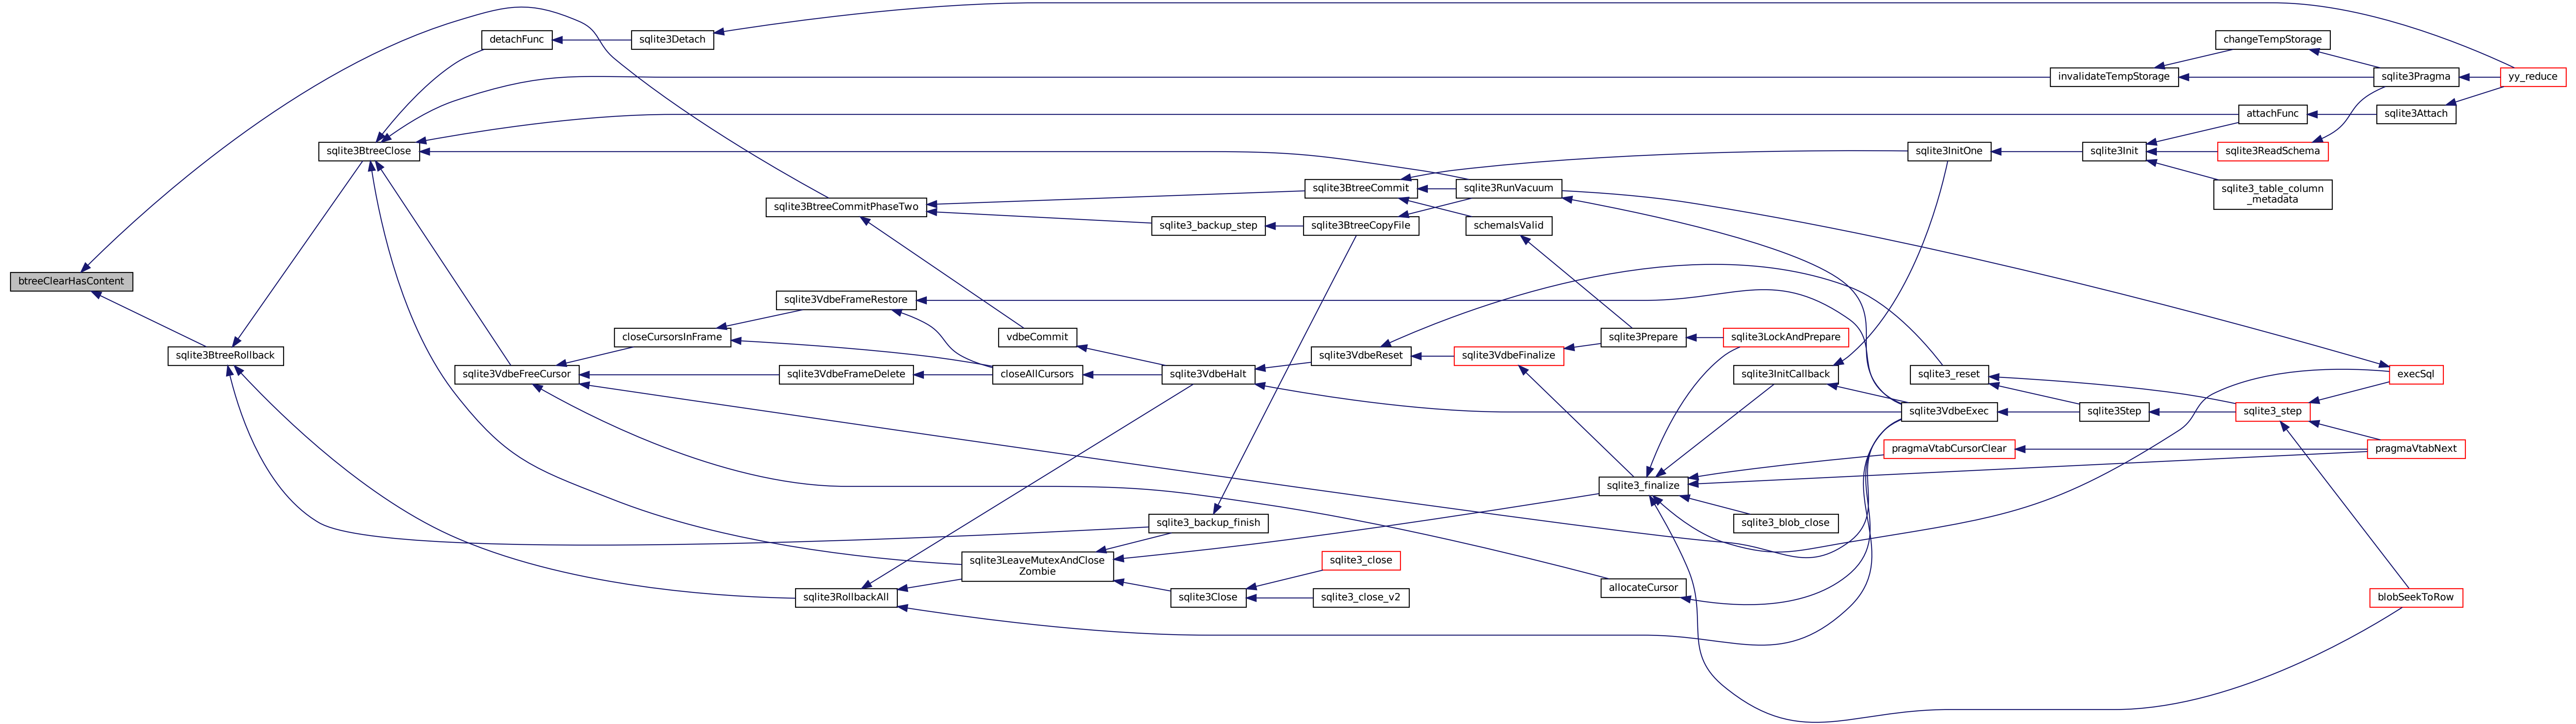 detachFunc
sqlite3Detach
changeTempStorage
invalidateTempStorage
sqlite3Pragma
yy_reduce
attachFunc
sqlite3Attach
sqlite3BtreeClose
sqlite3InitOne
sqlite3Init
sqlite3ReadSchema
sqlite3BtreeCommit
sqlite3RunVacuum
sqlite3_table_column
_metadata
sqlite3BtreeCommitPhaseTwo
sqlite3_backup_step
sqlite3BtreeCopyFile
schemaIsValid
btreeClearHasContent
sqlite3VdbeFrameRestore
closeCursorsInFrame
vdbeCommit
sqlite3Prepare
sqlite3LockAndPrepare
sqlite3BtreeRollback
sqlite3VdbeReset
sqlite3VdbeFinalize
sqlite3VdbeFreeCursor
sqlite3VdbeFrameDelete
closeAllCursors
sqlite3VdbeHalt
sqlite3InitCallback
sqlite3_reset
execSql
sqlite3VdbeExec
sqlite3Step
sqlite3_step
pragmaVtabCursorClear
pragmaVtabNext
sqlite3_finalize
sqlite3_backup_finish
sqlite3_blob_close
sqlite3LeaveMutexAndClose
Zombie
sqlite3_close
allocateCursor
sqlite3RollbackAll
sqlite3Close
sqlite3_close_v2
blobSeekToRow